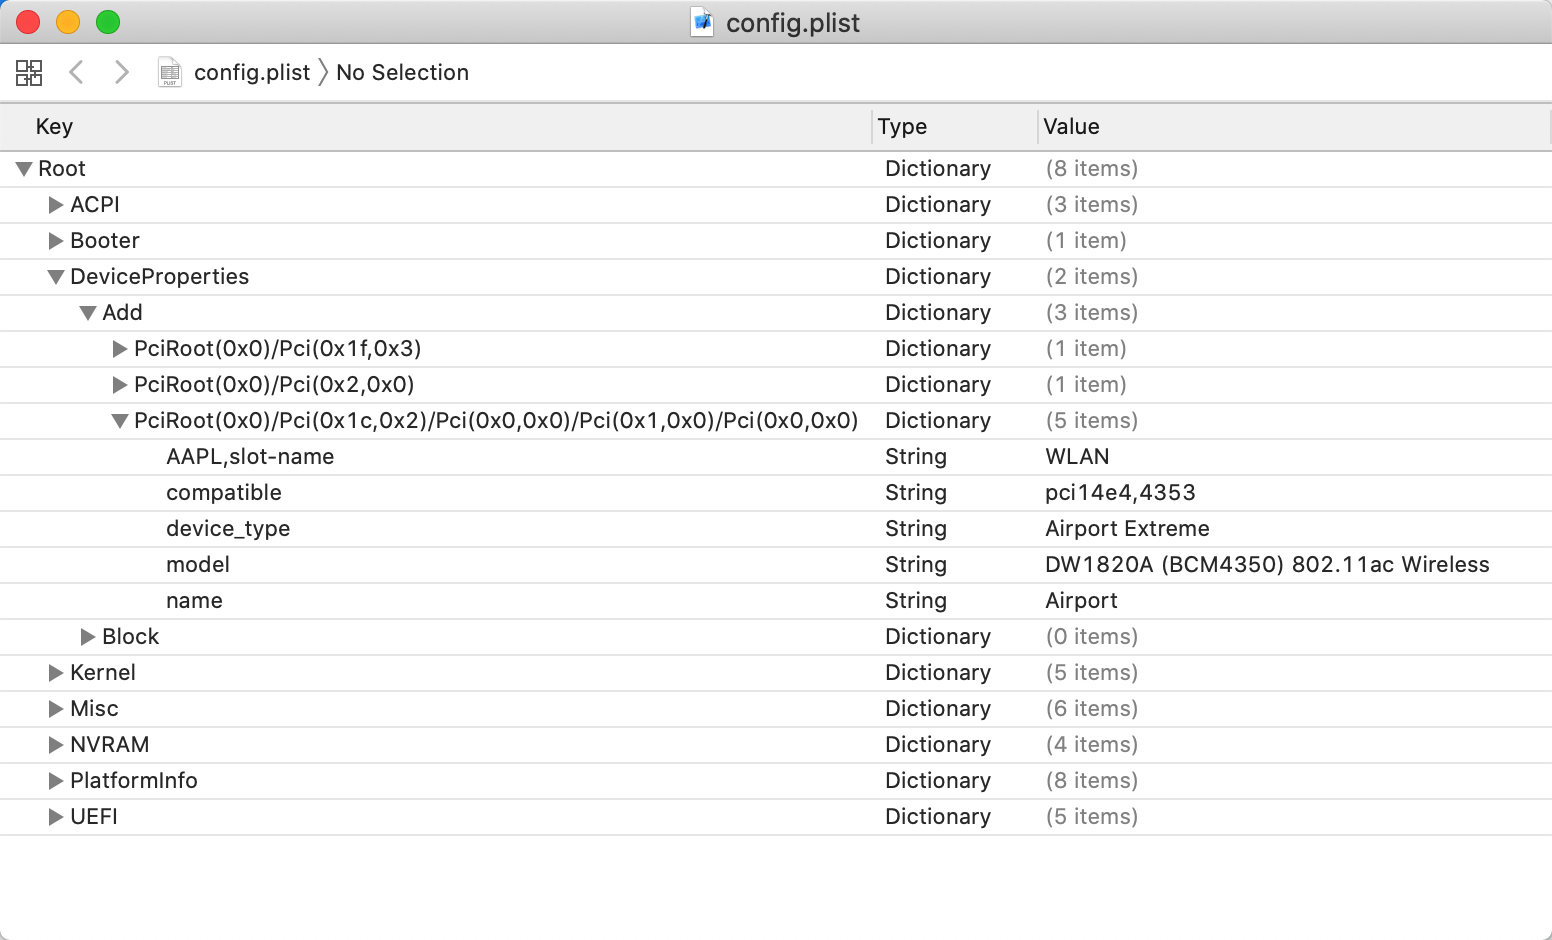 config.plist
config.plist No Selection
Key Type Value
Root Dictionary (8 items)
ACPI Dictionary (3 items)
Booter Dictionary (1 item)
DeviceProperties Dictionary (2 items)
Add Dictionary (3 items)
PciRoot(0x0)/Pci(0x1f,0x3) Dictionary (1 item)
PciRoot(0x0)/Pci(0x2,0x0) Dictionary (1 item)
PciRoot(0x0)/Pci(0x1c,0x2)/Pci(0x0,0x0)/Pci(0x1,0x0)/Pci(0x0,0x0) Dictionary (5 items)
AAPL,slot-name String WLAN
compatible String pci14e4,4353
device_type String Airport Extreme
model String DW1820A (BCM4350) 802.11ac Wireless
name String Airport
Block Dictionary (0 items)
Kernel Dictionary (5 items)
Misc Dictionary (6 items)
NVRAM Dictionary (4 items)
PlatformInfo Dictionary (8 items)
UEFI Dictionary (5 items)